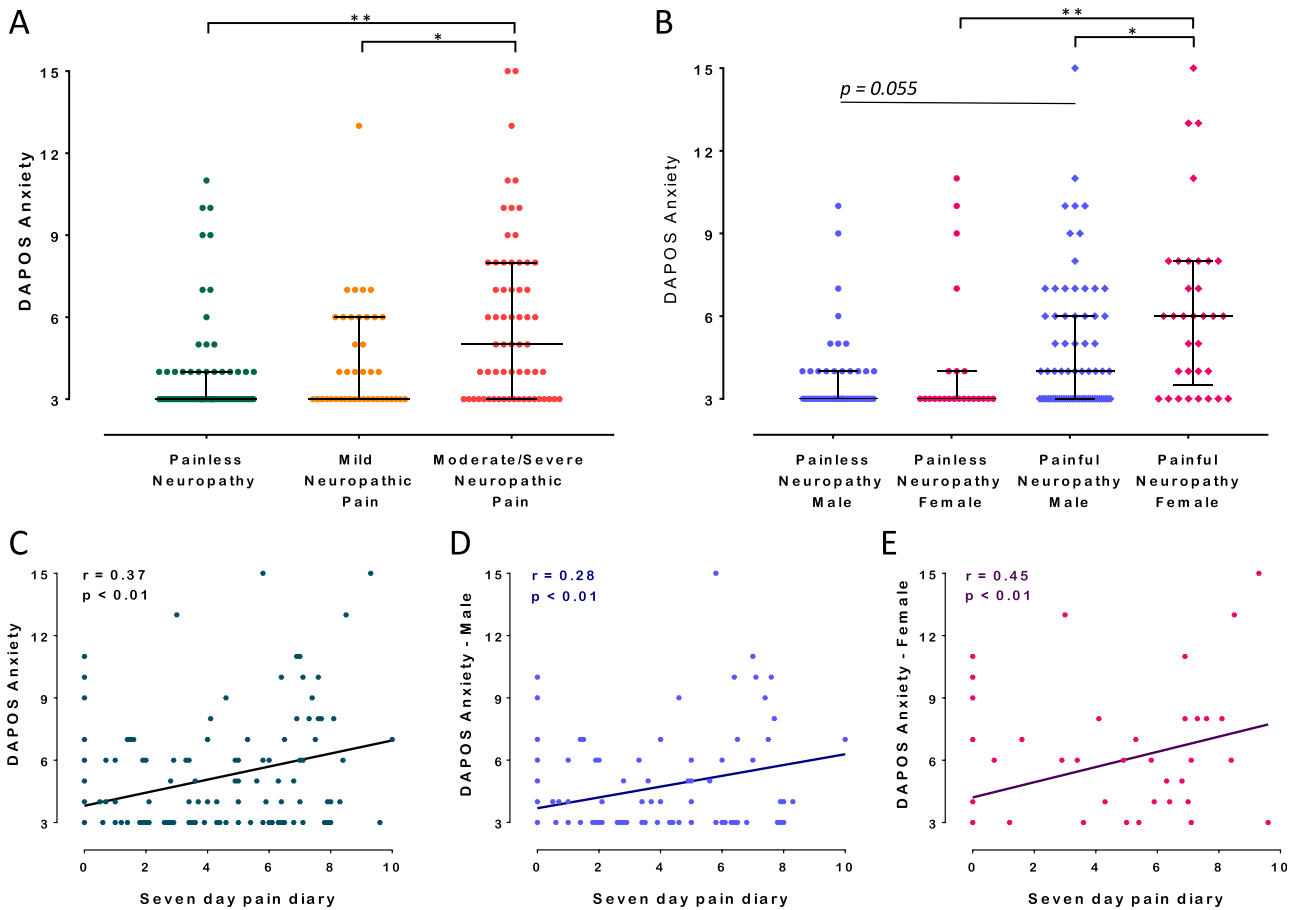 A
**
*
DAPOS Anxiety
15
12
9
6
3
Painless
Neuropathy
Mild
Neuropathic
Pain
Moderate/Severe
Neuropathic
Pain
B
**
*
p = 0.055
DAPOS Anxiety
15
12
9
6
3
Painless
Neuropathy
Male
Painless
Neuropathy
Female
Painful
Neuropathy
Male
Painful
Neuropathy
Female
C
r = 0.37
p < 0.01
DAPOS Anxiety
15
12
9
6
3
0 2 4 6 8 10
Seven day pain diary
D
r = 0.28
p < 0.01
DAPOS Anxiety - Male
15
12
9
6
3
0 2 4 6 8 10
Seven day pain diary
E
r = 0.45
p < 0.01
DAPOS Anxiety - Female
15
12
9
6
3
0 2 4 6 8 10
Seven day pain diary